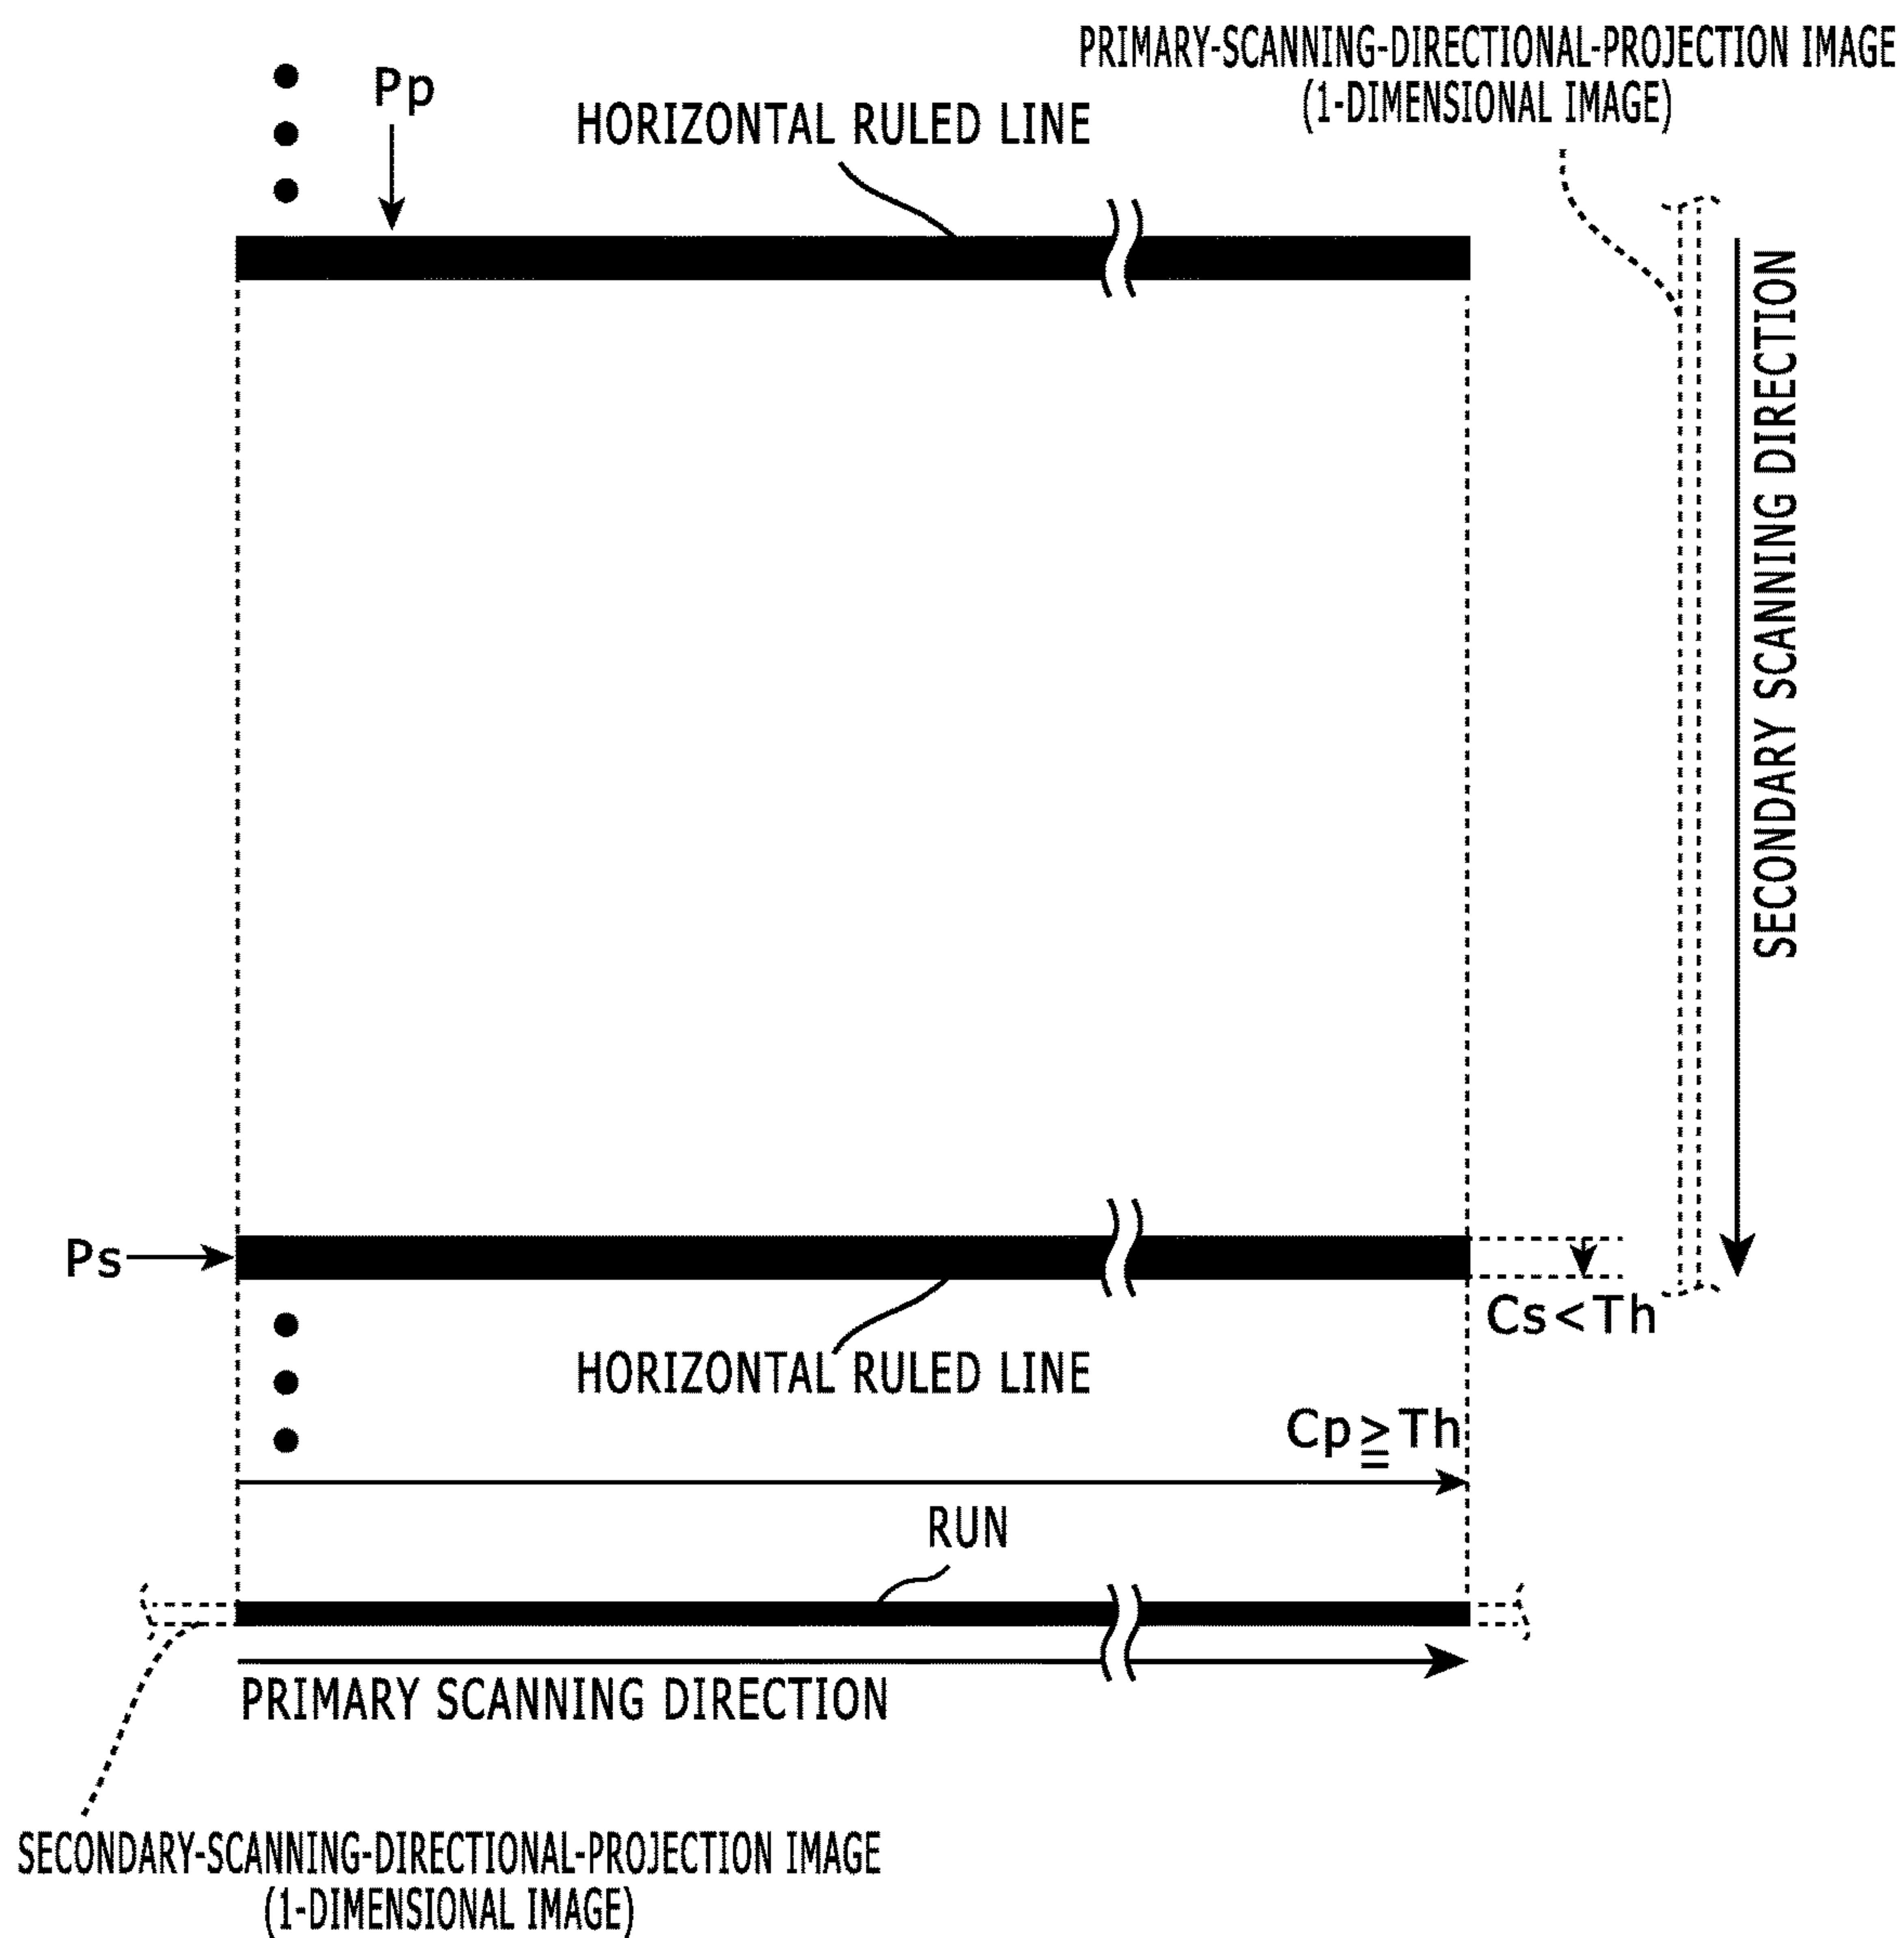 PRIMARY-SCANNING-DIRECTIONAL-PROJECTION IMAGE
(1-DIMENSIONAL IMAGE)
Pp
HORIZONTAL RULED LINE
SECONDARY SCANNING DIRECTION
Ps
Cs<Th
HORIZONTAL RULED LINE
Cp≧Th
RUN
PRIMARY SCANNING DIRECTION
SECONDARY-SCANNING-DIRECTIONAL-PROJECTION IMAGE
(1-DIMENSIONAL IMAGE)